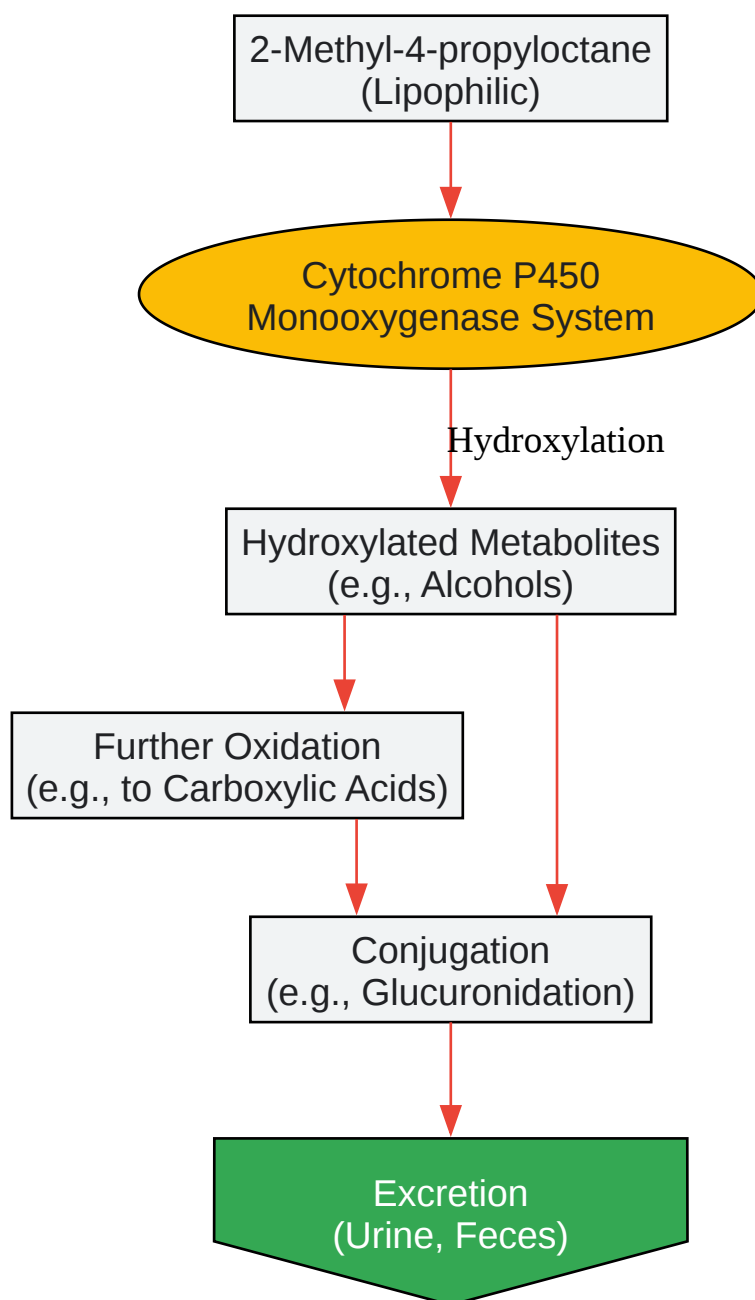 2-Methyl-4-propyloctane
(Lipophilic)
Cytochrome P450
Monooxygenase System
Hydroxylation
Hydroxylated Metabolites
(e.g., Alcohols)
Further Oxidation
(e.g., to Carboxylic Acids)
Conjugation
(e.g., Glucuronidation)
Excretion
(Urine, Feces)